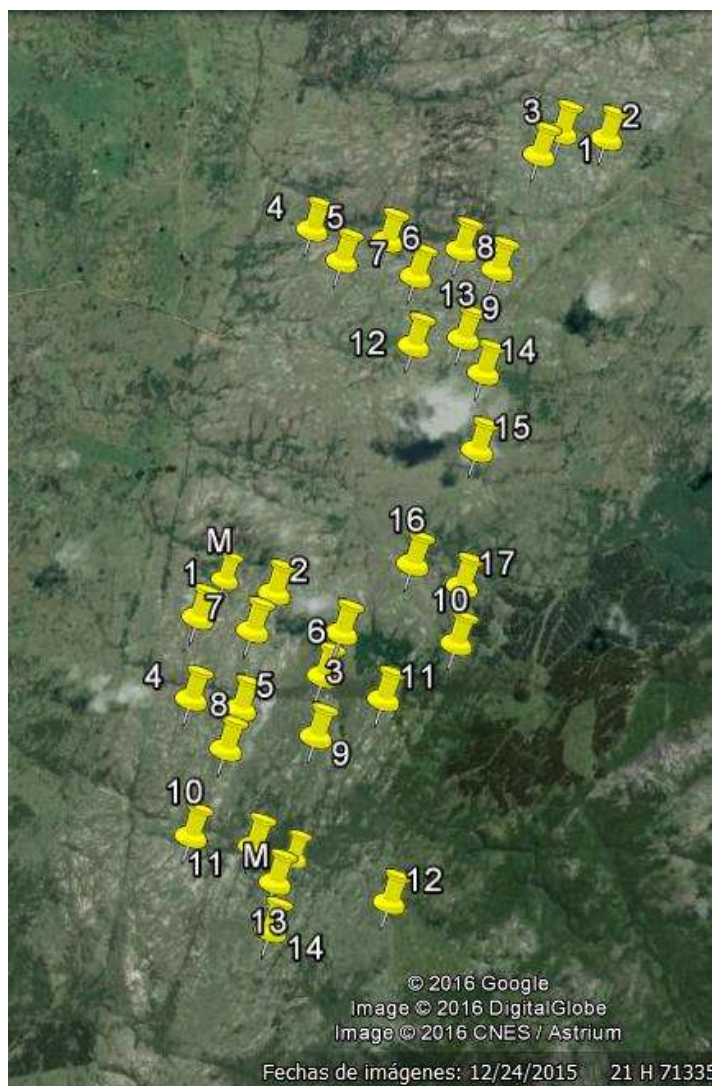 3 2
1
4 5
7 6 8
13 9
12 14
15
16
M 17
1 2
7 10
6
4 5 3 11
8
9
10
11 M 12
13
14
© 2016 Google
Image © 2016 DigitalGlobe
Image © 2016 CNES / Astrium
Fechas de imágenes: 12/24/2015 21 H 71335